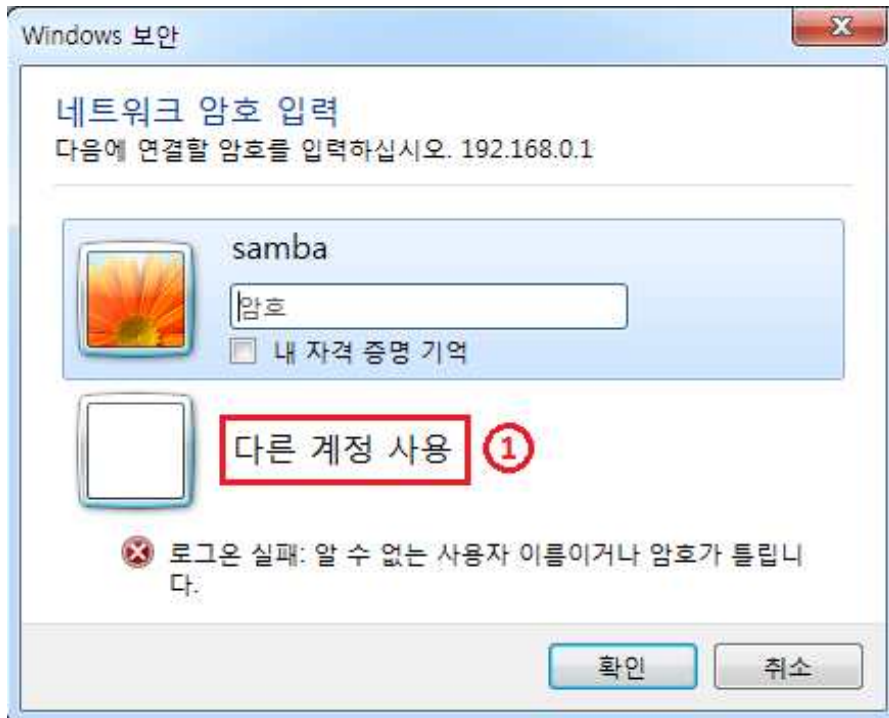 Windows 보안
네트워크 암호 입력
다음에 연결할 암호를 입력하십시오. 192.168.0.1
samba
암호
내 자격 증명 기억
다른 계정 사용 1
로그온 실패: 알 수 없는 사용자 이름이거나 암호가 틀립니
다.
확인 취소